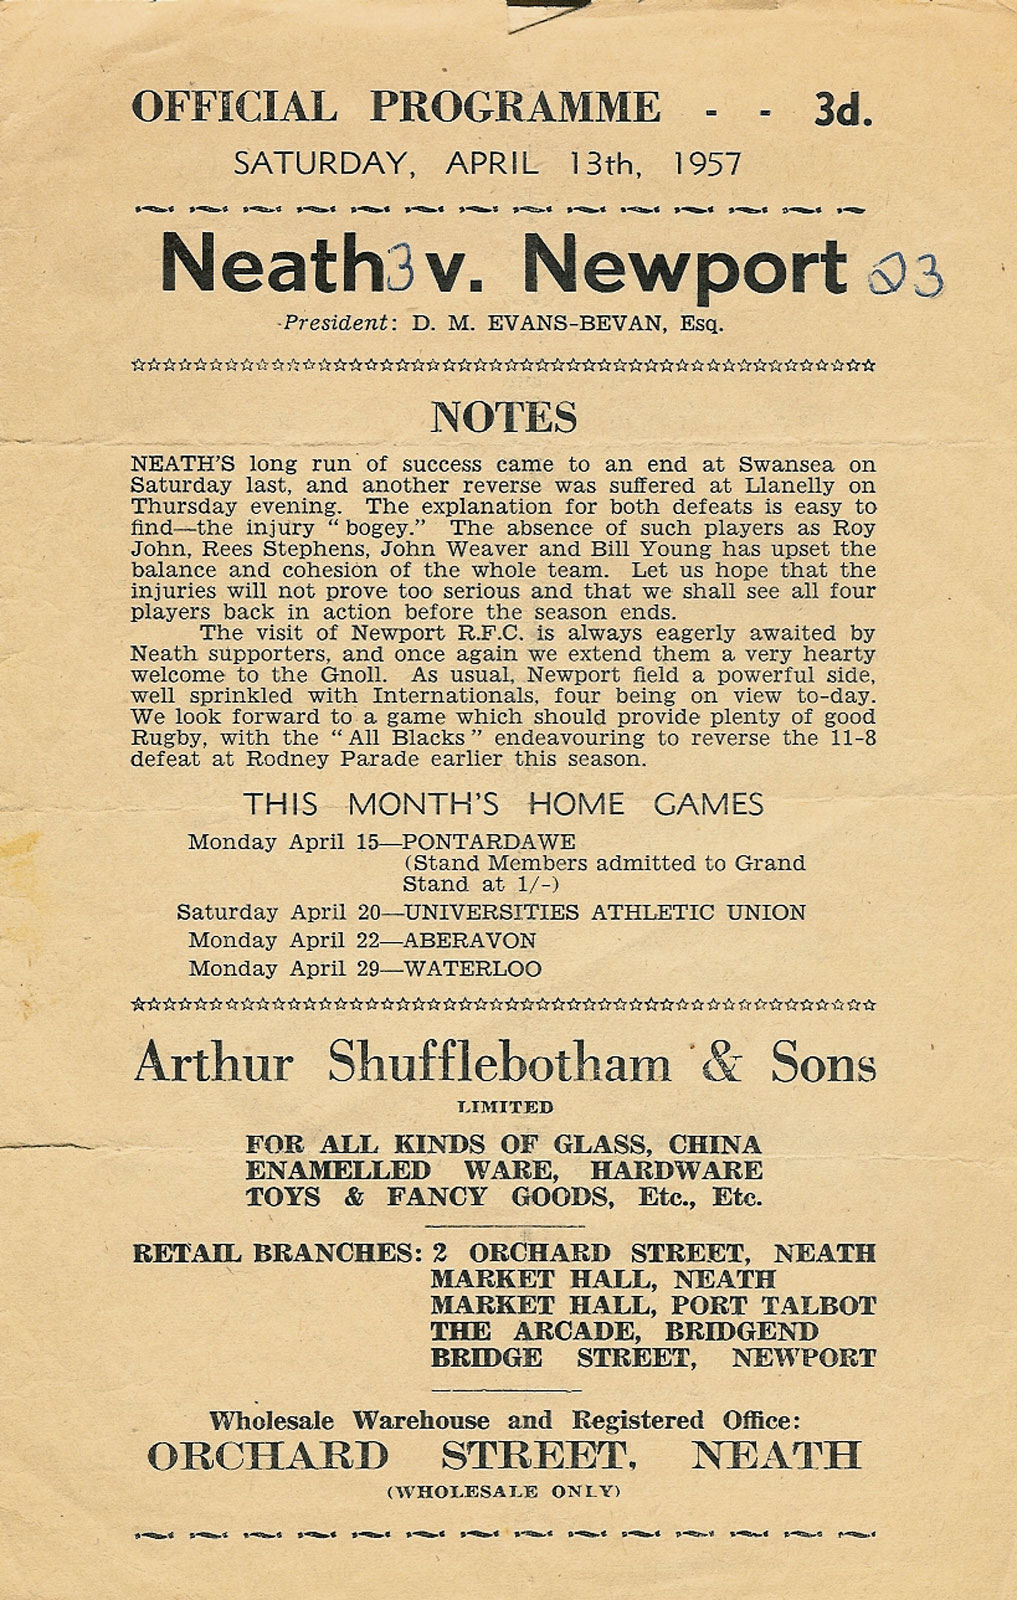 OFFICIAL PROGRAMME - - 3d.
SATURDAY, APRIL 13th, 1957
Neath 3 v. Newport 23
President: D. M. EVANS-BEVAN, Esq.
NOTES
NEATH'S long run of success came to an end at Swansea on
Saturday last, and another reverse was suffered at Llanelly on
Thursday evening. The explanation for both defeats is easy to
find—the injury "bogey." The absence of such players as Roy
John, Rees Stephens, John Weaver and Bill Young has upset the
balance and cohesion of the whole team. Let us hope that the
injuries will not prove too serious and that we shall see all four
players back in action before the season ends.
The visit of Newport R.F.C. is always eagerly awaited by
Neath supporters, and once again we extend them a very hearty
welcome to the Gnoll. As usual, Newport field a powerful side,
well sprinkled with Internationals, four being on view to-day.
We look forward to a game which should provide plenty of good
Rugby, with the "All Blacks" endeavouring to reverse the 11-8
defeat at Rodney Parade earlier this season.
THIS MONTH'S HOME GAMES
Monday April 15—PONTARDAWE
(Stand Members admitted to Grand
Stand at 1/-)
Saturday April 20—UNIVERSITIES ATHLETIC UNION
Monday April 22—ABERAVON
Monday April 29—WATERLOO
Arthur Shufflebotham & Sons
LIMITED
FOR ALL KINDS OF GLASS, CHINA
ENAMELLED WARE, HARDWARE
TOYS & FANCY GOODS, Etc., Etc.
RETAIL BRANCHES: 2 ORCHARD STREET, NEATH
MARKET HALL, NEATH
MARKET HALL, PORT TALBOT
THE ARCADE, BRIDGEND
BRIDGE STREET, NEWPORT
Wholesale Warehouse and Registered Office:
ORCHARD STREET, NEATH
(WHOLESALE ONLY)